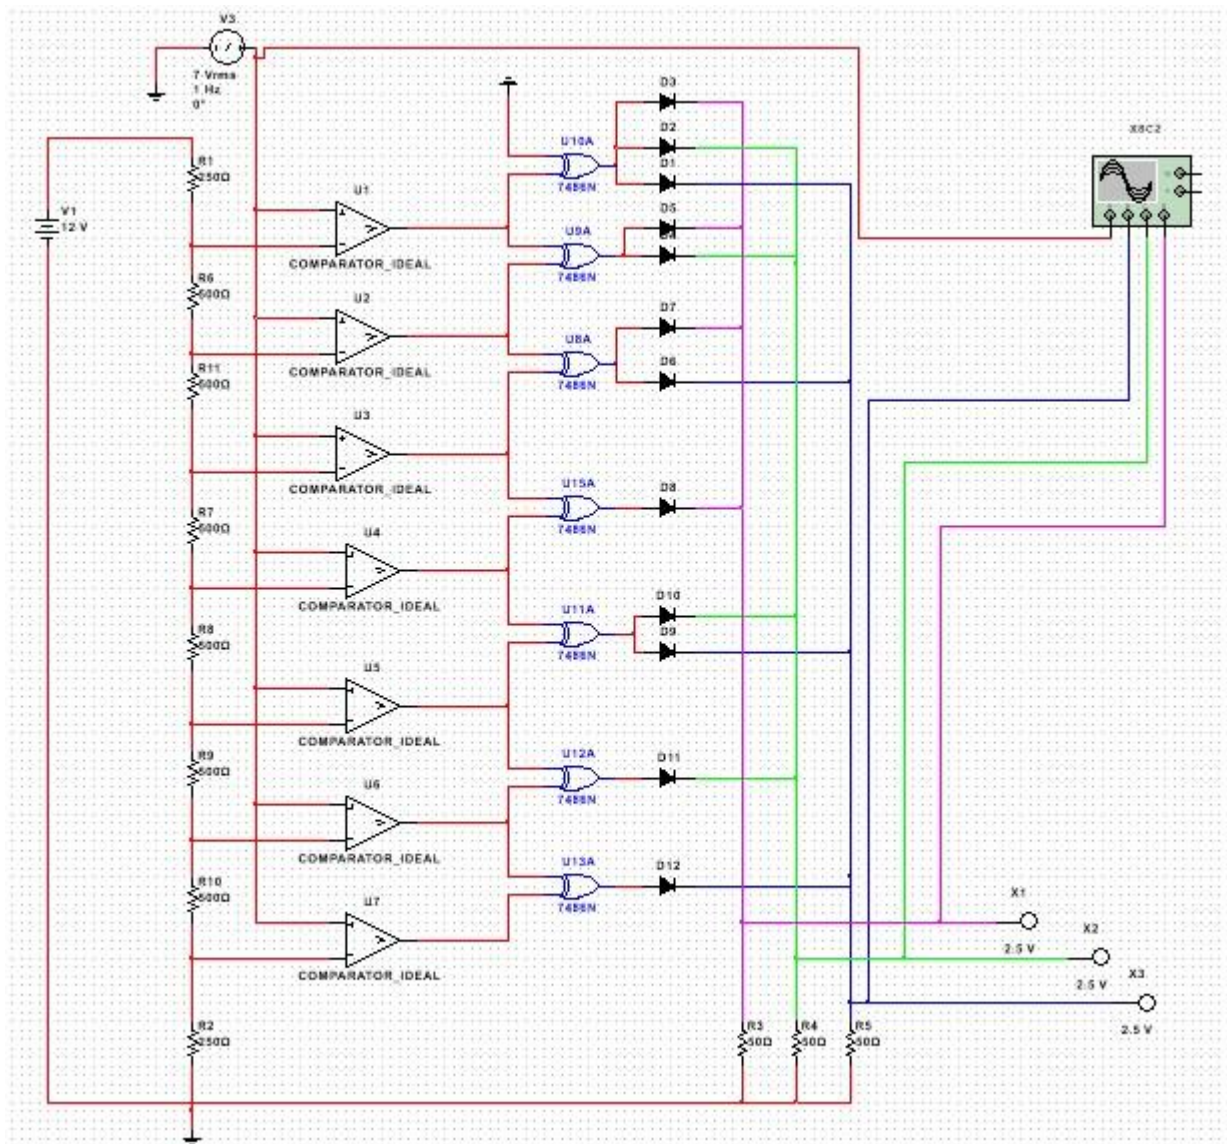 V3
7 Vrms
1 Hz
0°
D3
XSC2
D2
U10A
R1
250Ω
D1
7486N
U1
V1
12 V
D5
U9A
COMPARATOR_IDEAL
7486N
R6
500Ω
U2
D7
U8A
R11
500Ω
COMPARATOR_IDEAL
D6
7486N
U3
COMPARATOR_IDEAL
U15A
D8
R7
500Ω
7486N
U4
COMPARATOR_IDEAL
U11A
D10
R8
500Ω
D9
7486N
U5
COMPARATOR_IDEAL
R9
500Ω
U12A
D11
U6
7486N
COMPARATOR_IDEAL
U13A
D12
R10
500Ω
U7
7486N
X1
2.5 V
COMPARATOR_IDEAL
X2
2.5 V
X3
2.5 V
R2
250Ω
R3
50Ω
R4
50Ω
R5
50Ω